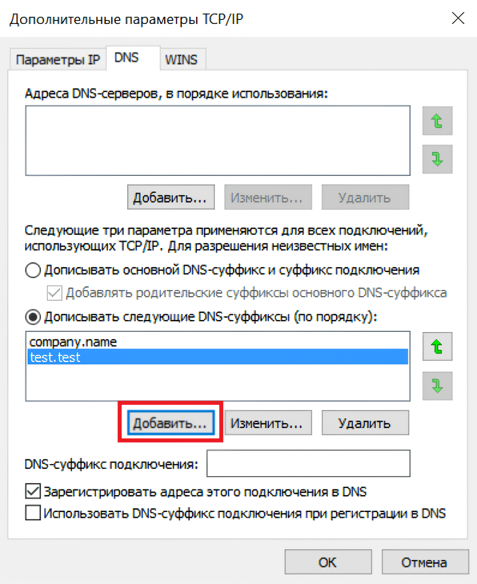 Дополнительные параметры TCP/IP
Параметры IP DNS WINS
Адреса DNS-серверов, в порядке использования:
Добавить... Изменить... Удалить
Следующие три параметра применяются для всех подключений,
использующих TCP/IP. Для разрешения неизвестных имен:
Дописывать основной DNS-суффикс и суффикс подключения
Добавлять родительские суффиксы основного DNS-суффикса
Дописывать следующие DNS-суффиксы (по порядку):
company.name
test.test
Добавить... Изменить... Удалить
DNS-суффикс подключения:
Зарегистрировать адреса этого подключения в DNS
Использовать DNS-суффикс подключения при регистрации в DNS
ОК Отмена